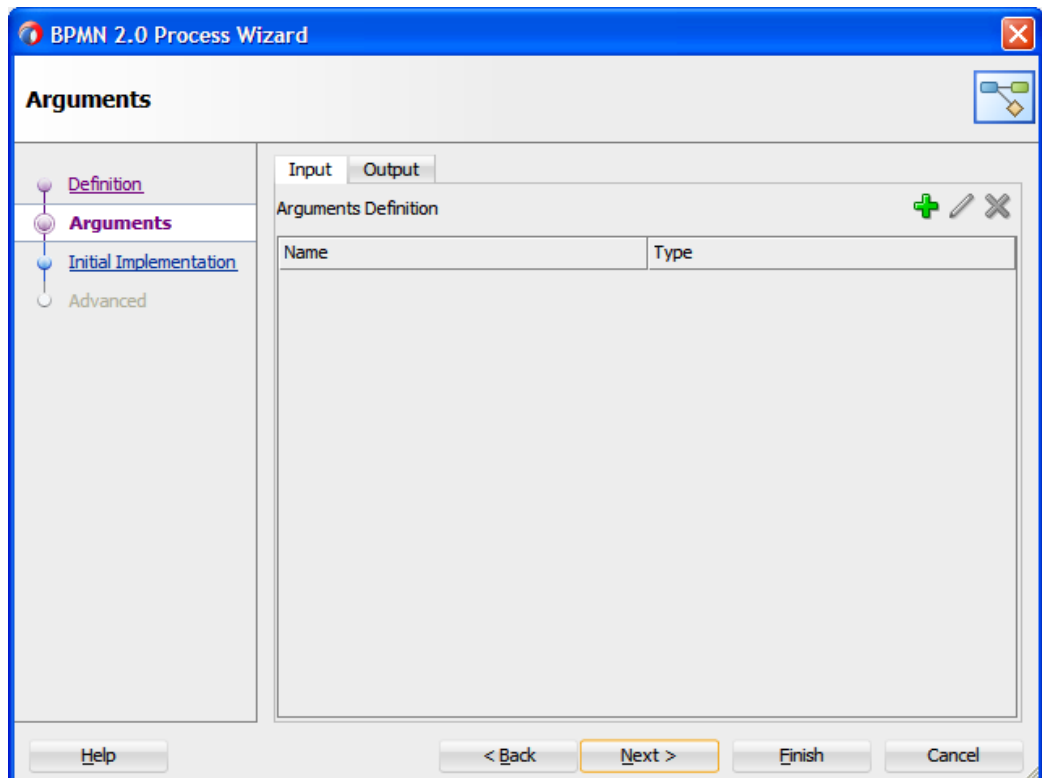 BPMN 2.0 Process Wizard
Arguments
Definition
Arguments
Initial Implementation
Advanced
Input Output
Arguments Definition
Name Type
Help < Back Next > Finish Cancel